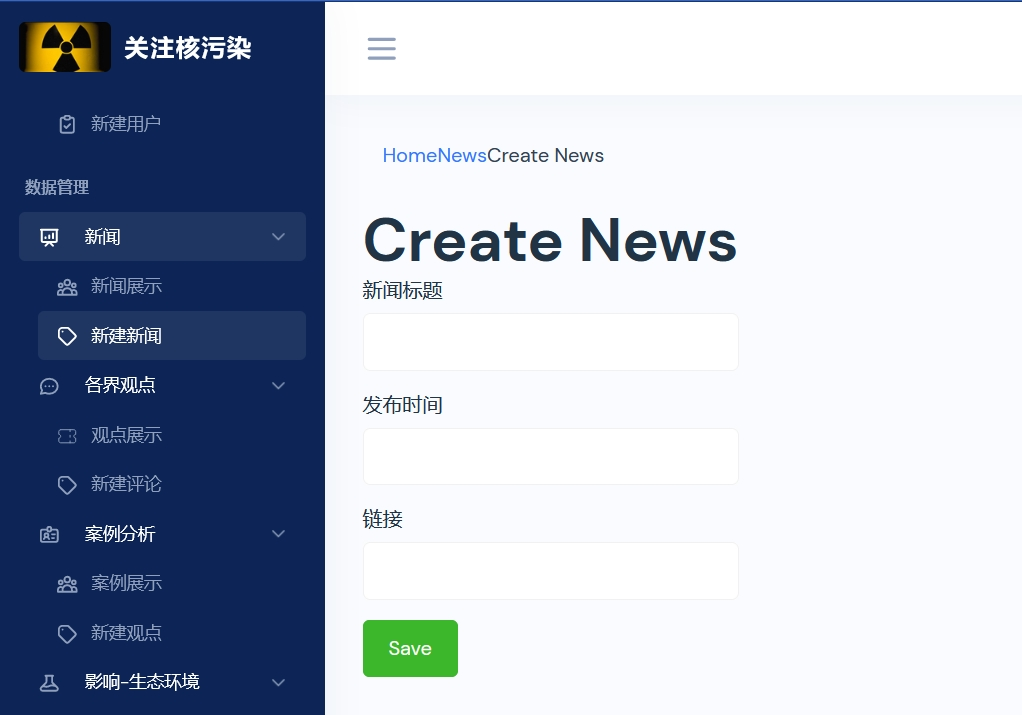 关注核污染
新建用户
数据管理
新闻
新闻展示
新建新闻
各界观点
观点展示
新建评论
案例分析
案例展示
新建观点
影响-生态环境
HomeNewsCreate News
Create News
新闻标题
发布时间
链接
Save